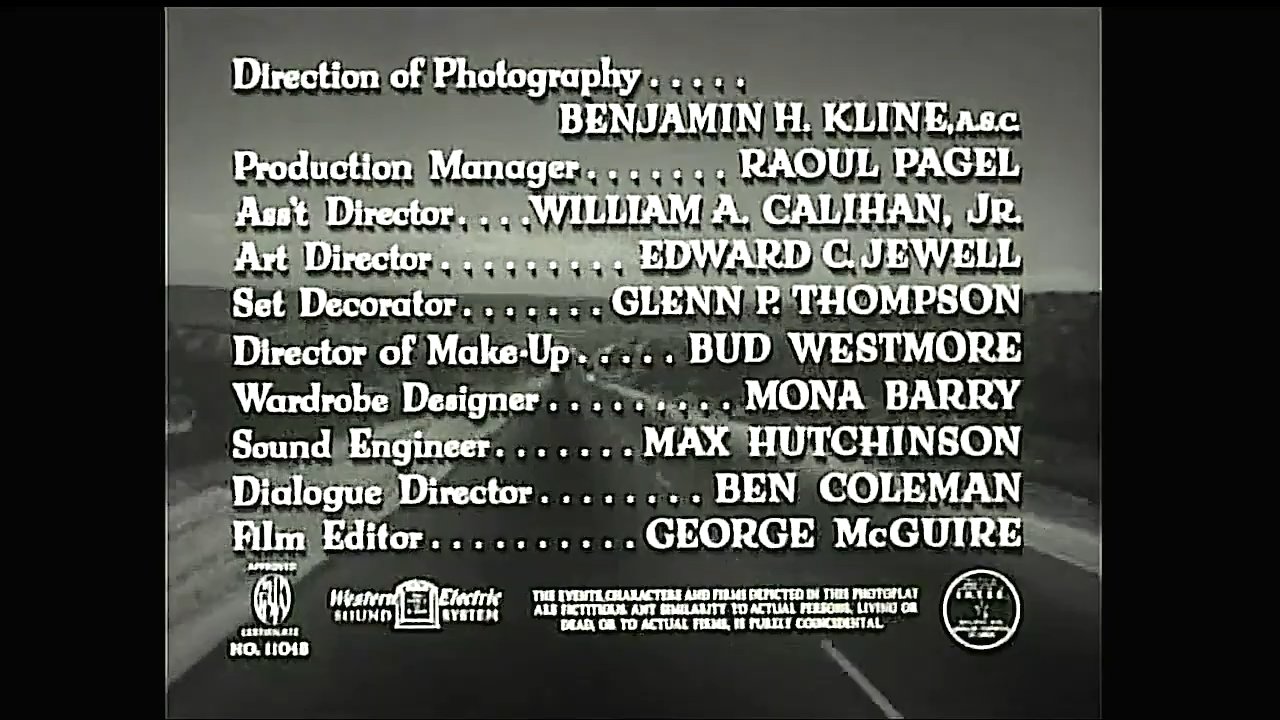 Direction of Photography . . . . .
BENJAMIN H. KLINE, A.S.C.
Production Manager . . . . . . . RAOUL PAGEL
Ass't Director . . . . WILLIAM A. CALIHAN, JR.
Art Director . . . . . . . . . EDWARD C. JEWELL
Set Decorator . . . . . . . GLENN P. THOMPSON
Director of Make-Up . . . . . BUD WESTMORE
Wardrobe Designer . . . . . . . . . MONA BARRY
Sound Engineer . . . . . . . MAX HUTCHINSON
Dialogue Director . . . . . . . . BEN COLEMAN
Film Editor . . . . . . . . . . GEORGE McGUIRE
APPROVED
CERTIFICATE
NO. 11048
Western Electric
SOUND SYSTEM
THE EVENTS, CHARACTERS AND FIRMS DEPICTED IN THIS PHOTOPLAY
ARE FICTITIOUS. ANY SIMILARITY TO ACTUAL PERSONS, LIVING OR
DEAD, OR TO ACTUAL FIRMS, IS PURELY COINCIDENTAL.